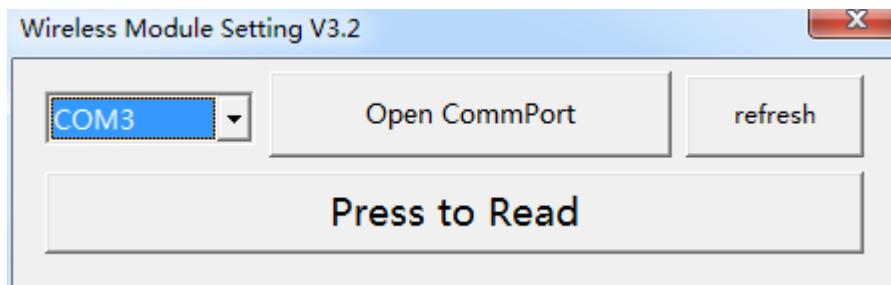 Wireless Module Setting V3.2
COM3
Open CommPort
refresh
Press to Read